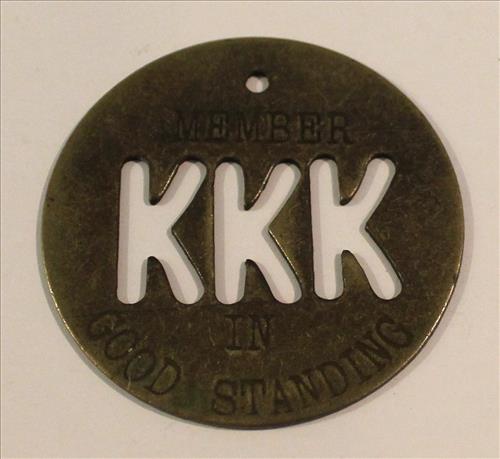 MEMBER
KKK
IN
GOOD STANDING